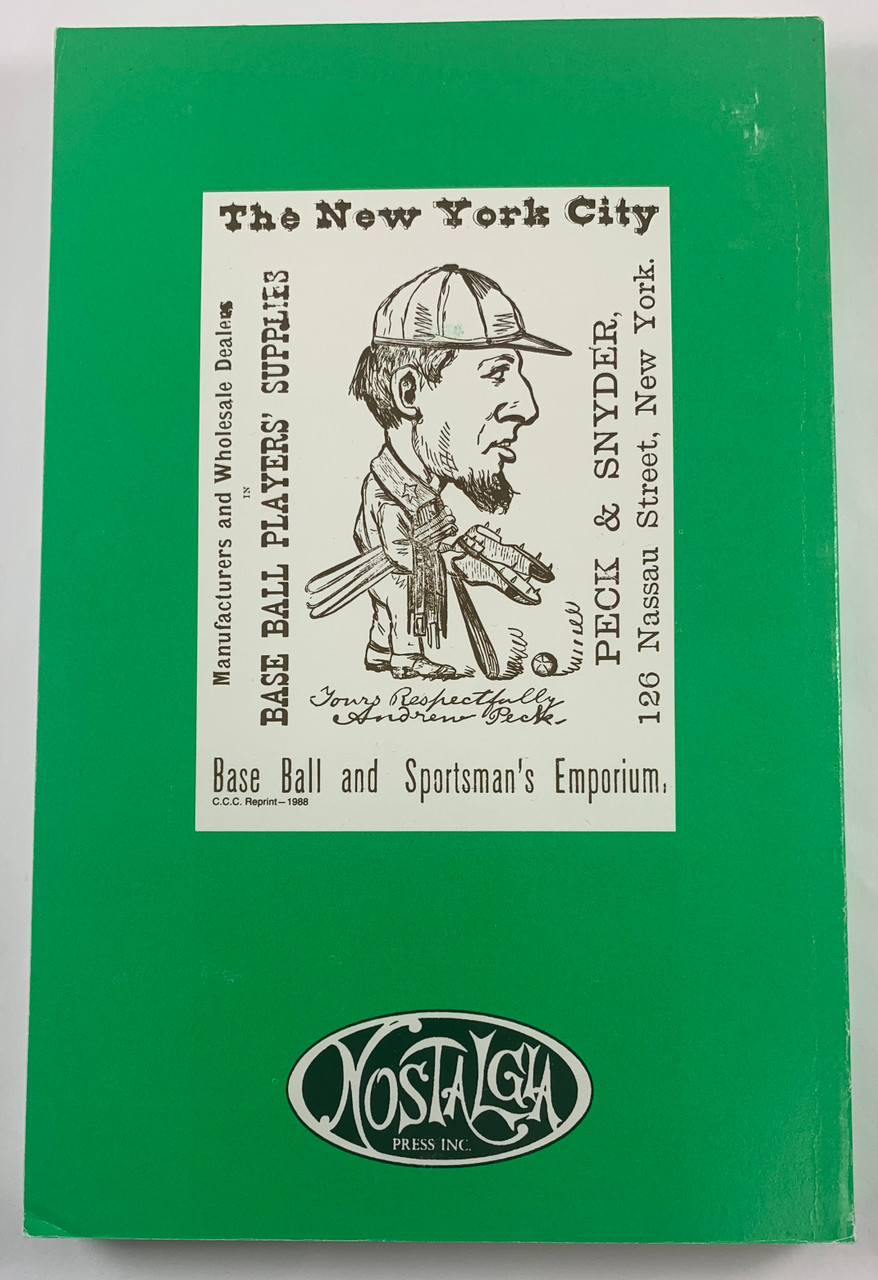 The New York City
Manufacturers and Wholesale Dealers
IN
BASE BALL PLAYERS' SUPPLIES
PECK & SNYDER,
126 Nassau Street, New York.
Yours Respectfully
Andrew Peck-
Base Ball and Sportsman's Emporium.
C.C.C. Reprint–1988
NOSTALGIA
PRESS INC.